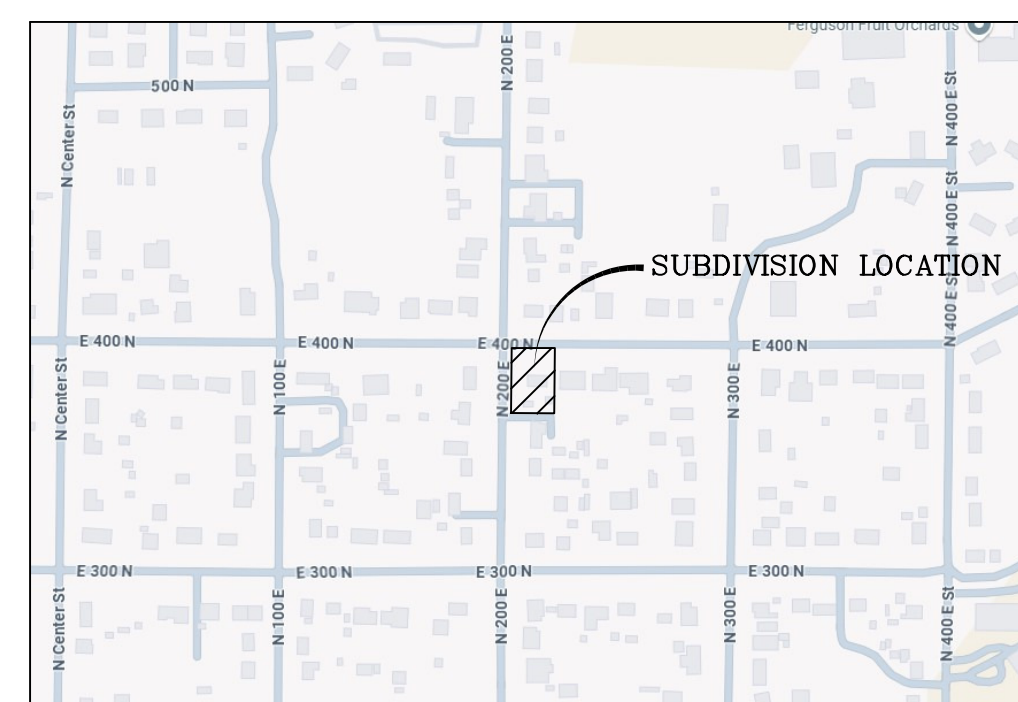 Ferguson Fruit Orchards
N 200 E
500 N
N 400 E St
N Center St
N 400 E St
SUBDIVISION LOCATION
N 400 E St
E 400 N
E 400 N
E 400 N
E 400 N
N Center St
N 100 E
N 200 E
N 300 E
E 300 N
E 300 N
E 300 N
E 300 N
N Center St
N 100 E
N 200 E
N 300 E
N 400 E St